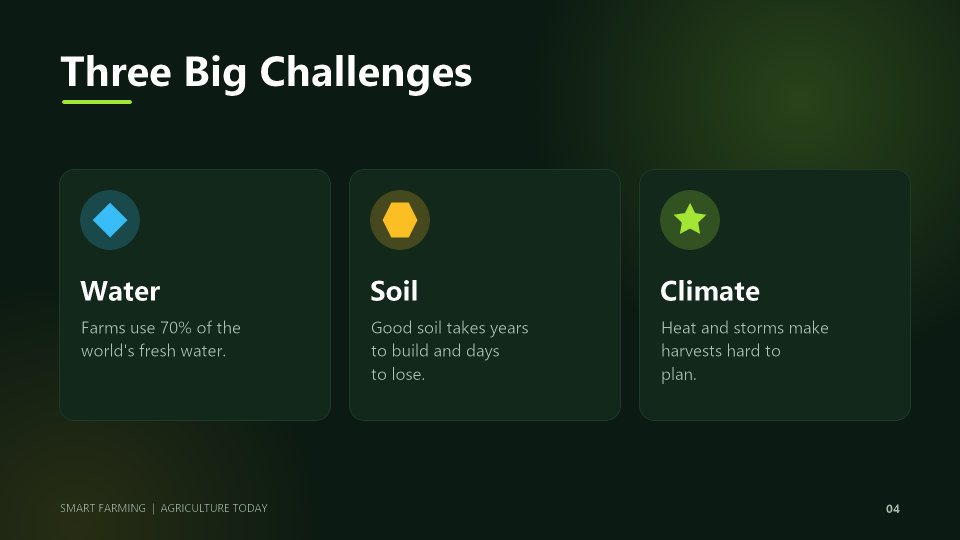 Three Big Challenges
Water
Farms use 70% of the
world's fresh water.
Soil
Good soil takes years
to build and days
to lose.
Climate
Heat and storms make
harvests hard to
plan.
SMART FARMING | AGRICULTURE TODAY
04